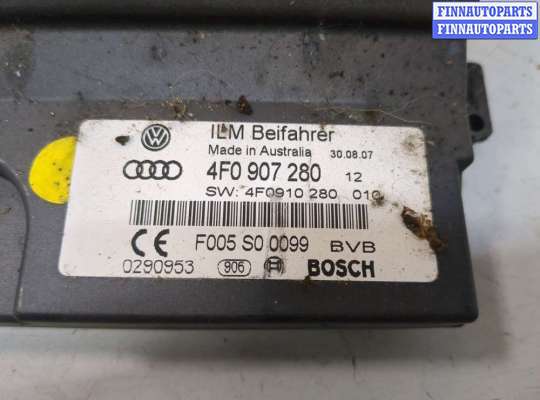 FINNAUTOPARTS
FINNAUTOPARTS
ILM Beifahrer
Made in Australia 30.08.07
4F0 907 280 12
SW: 4F0910 280 010
CE F005 S0 0099 BVB
0290953 906 BOSCH